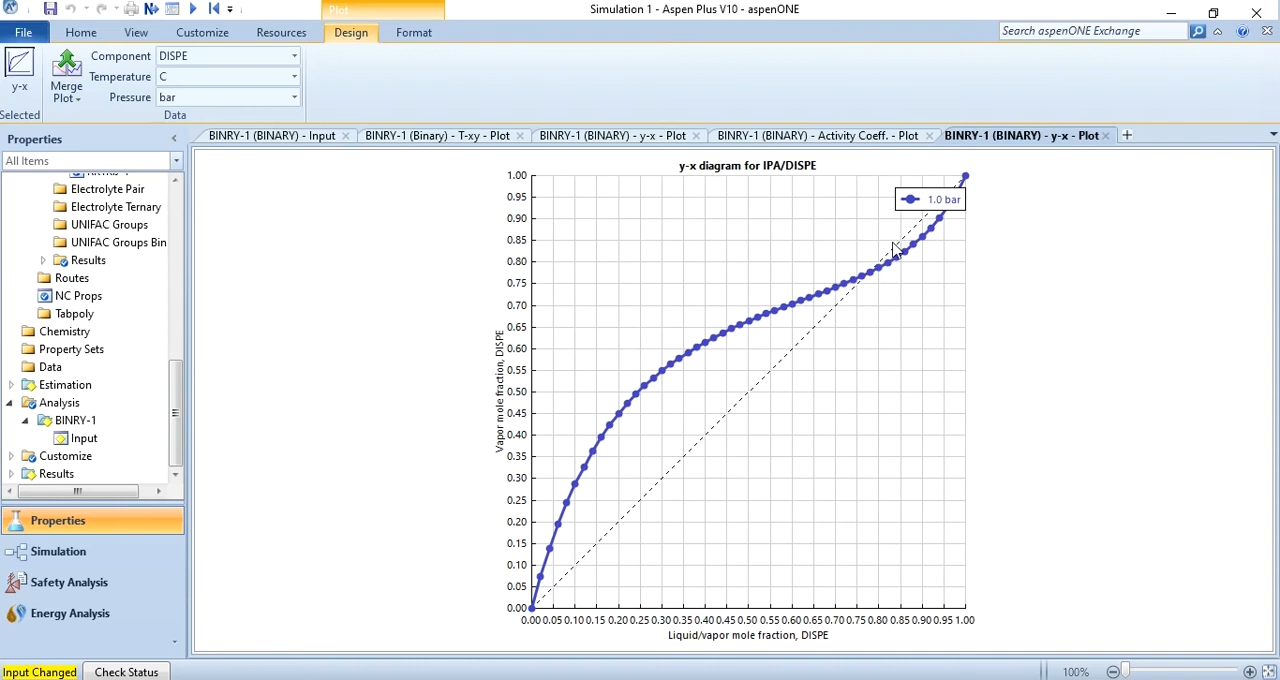 Plot
Simulation 1 - Aspen Plus V10 - aspenONE
File
Home
View
Customize
Resources
Design
Format
Search aspenONE Exchange
y-x
Selected
Merge
Plot
Component
DISPE
Temperature
C
Pressure
bar
Data
Properties
All Items
BINRY-1 (BINARY) - Input
BINRY-1 (Binary) - T-xy - Plot
BINRY-1 (BINARY) - y-x - Plot
BINRY-1 (BINARY) - Activity Coeff. - Plot
BINRY-1 (BINARY) - y-x - Plot
Electrolyte Pair
Electrolyte Ternary
UNIFAC Groups
UNIFAC Groups Bin
Results
Routes
NC Props
Tabpoly
Chemistry
Property Sets
Data
Estimation
Analysis
BINRY-1
Input
Customize
Results
Properties
Simulation
Safety Analysis
Energy Analysis
y-x diagram for IPA/DISPE
1.0 bar
1.00
0.95
0.90
0.85
0.80
0.75
0.70
0.65
0.60
0.55
0.50
0.45
0.40
0.35
0.30
0.25
0.20
0.15
0.10
0.05
0.00
Vapor mole fraction, DISPE
0.00 0.05 0.10 0.15 0.20 0.25 0.30 0.35 0.40 0.45 0.50 0.55 0.60 0.65 0.70 0.75 0.80 0.85 0.90 0.95 1.00
Liquid/vapor mole fraction, DISPE
Input Changed
Check Status
100%